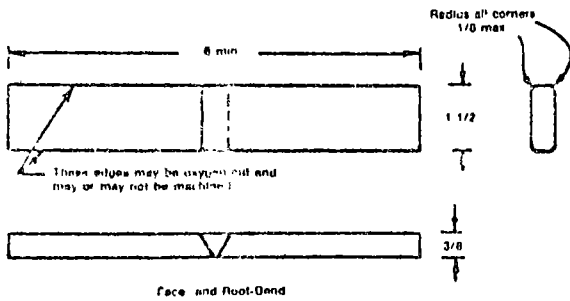 Radius all corners
1/8 max
6 min
1 1/2
These edges may be oxygen cut and
may or may not be machined
3/8
Face and Root-Bend